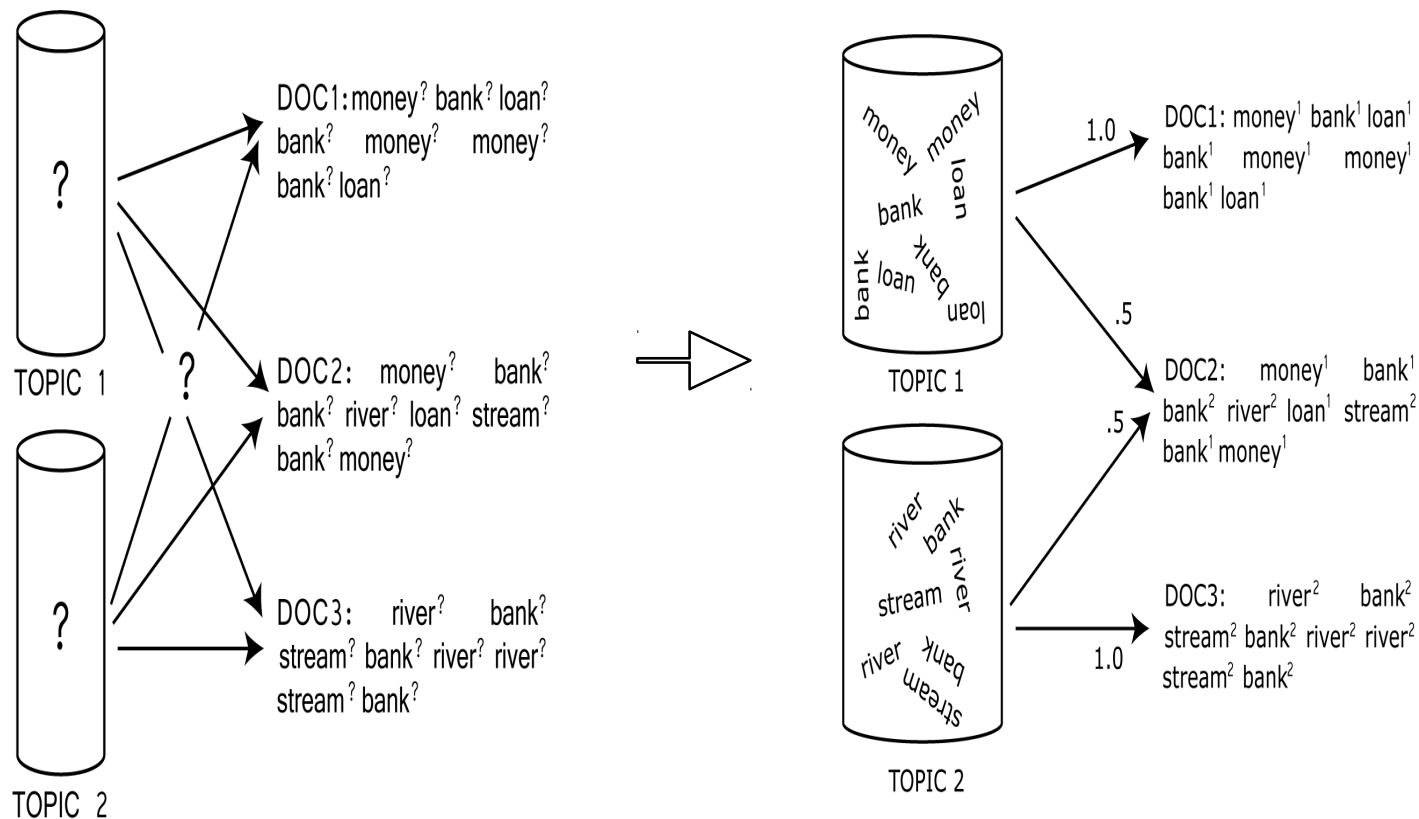 ?
TOPIC 1
?
TOPIC 2
?
DOC1: money? bank? loan?
bank? money? money?
bank? loan?
DOC2: money? bank?
bank? river? loan? stream?
bank? money?
DOC3: river? bank?
stream? bank? river? river?
stream? bank?
money
money
loan
bank
bank
loan
bank
loan
TOPIC 1
river
bank
river
stream
river
bank
stream
TOPIC 2
1.0
.5
.5
1.0
DOC1: money¹ bank¹ loan¹
bank¹ money¹ money¹
bank¹ loan¹
DOC2: money¹ bank¹
bank² river² loan¹ stream²
bank¹ money¹
DOC3: river² bank²
stream² bank² river² river²
stream² bank²